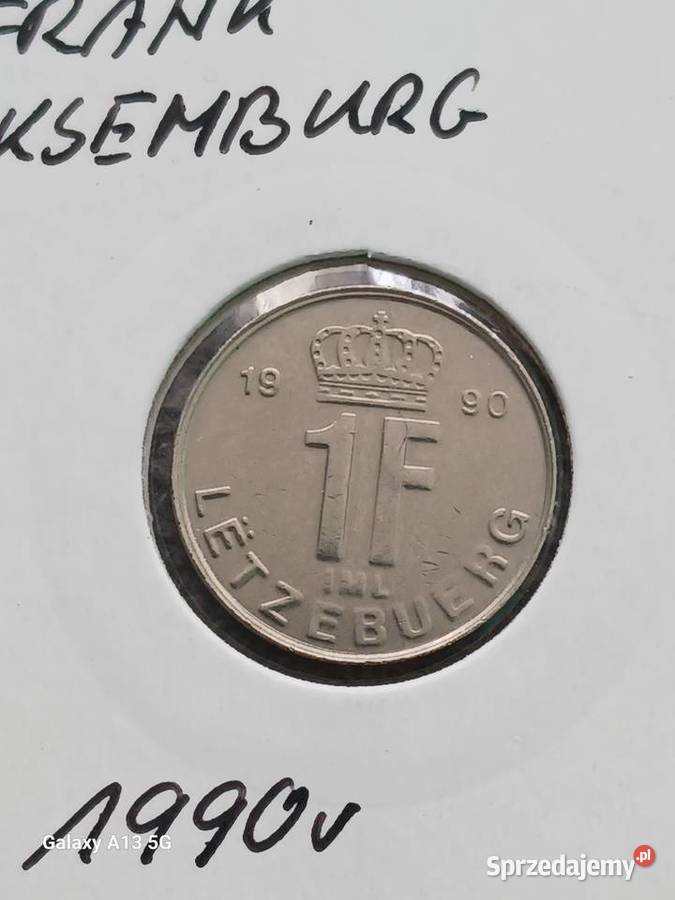 FRANK
KSEMBURG
19 90
1F
IML
LËTZEBUERG
1990r
Galaxy A13 5G
Sprzedajemy.pl